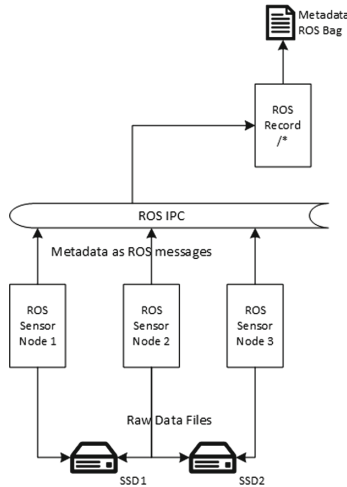 Metadata
ROS Bag
ROS
Record
/*
ROS IPC
Metadata as ROS messages
ROS
Sensor
Node 1
ROS
Sensor
Node 2
ROS
Sensor
Node 3
Raw Data Files
SSD1
SSD2